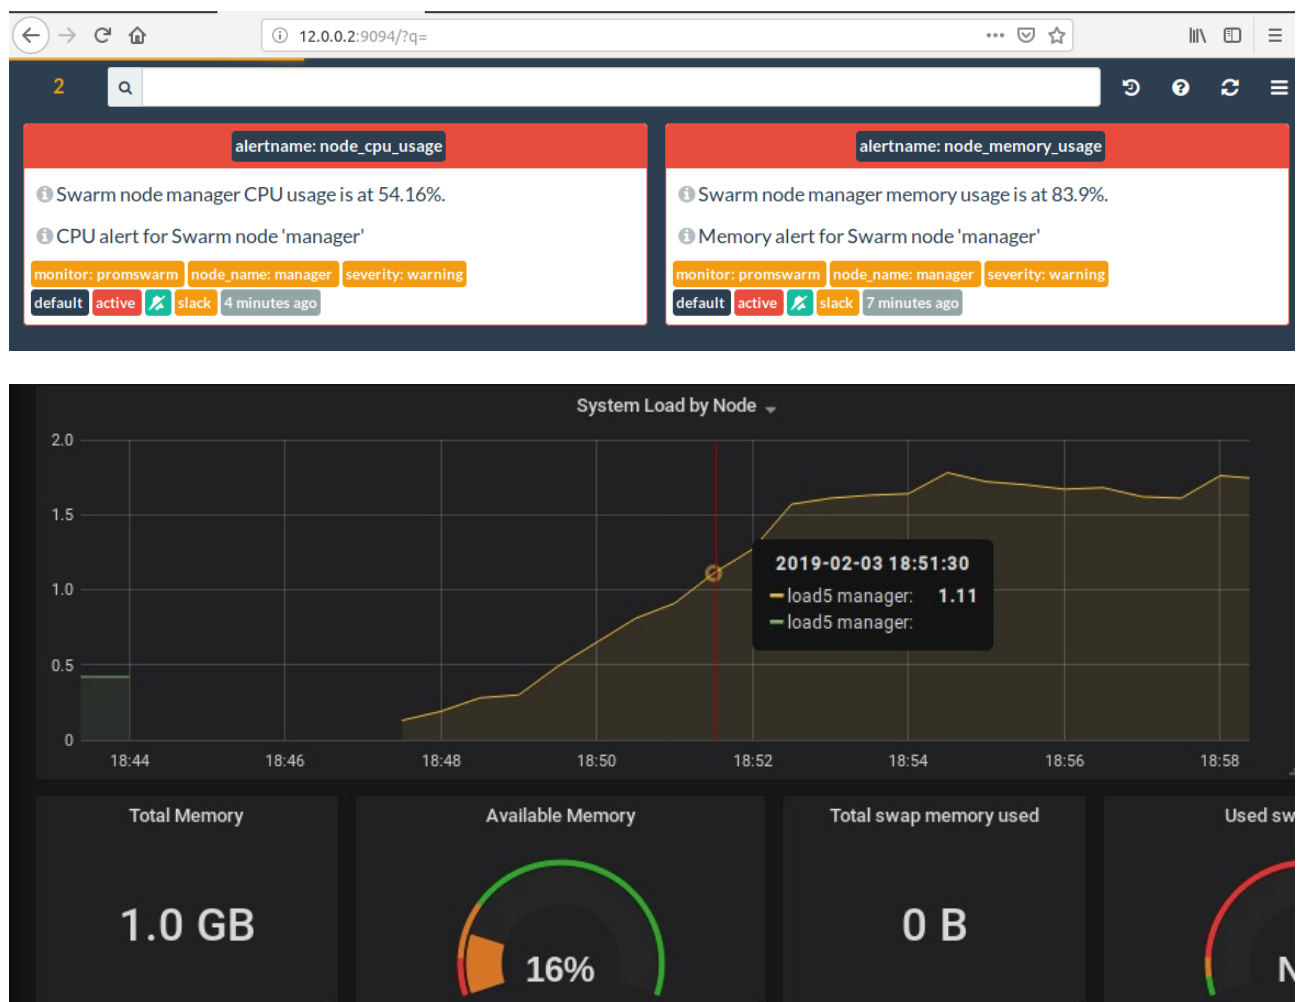 12.0.0.2:9094/?q=
2
alertname: node_cpu_usage
Swarm node manager CPU usage is at 54.16%.
CPU alert for Swarm node 'manager'
monitor: promswarm node_name: manager severity: warning
default active slack 4 minutes ago
alertname: node_memory_usage
Swarm node manager memory usage is at 83.9%.
Memory alert for Swarm node 'manager'
monitor: promswarm node_name: manager severity: warning
default active slack 7 minutes ago
System Load by Node
2.0
1.5
1.0
0.5
0
18:44 18:46 18:48 18:50 18:52 18:54 18:56 18:58
2019-02-03 18:51:30
load5 manager: 1.11
load5 manager:
Total Memory
1.0 GB
Available Memory
16%
Total swap memory used
0 B
Used sw
N